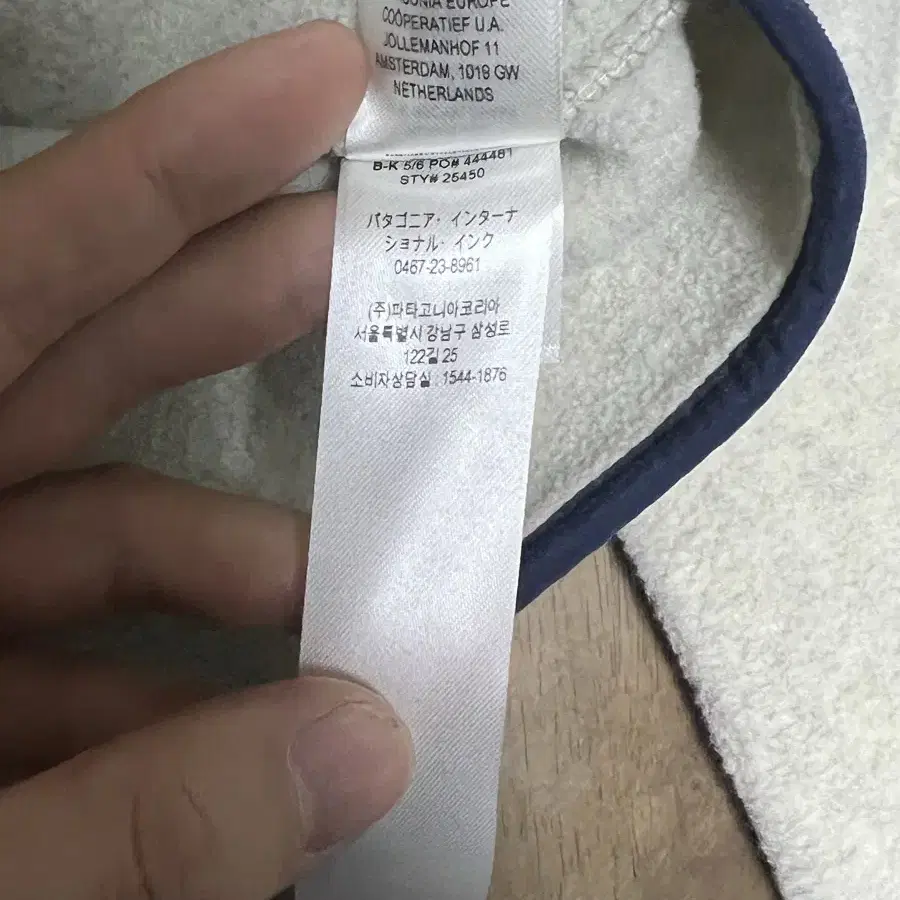 EUROPE
COÖPERATIEF U.A.
JOLLEMANHOF 11
AMSTERDAM, 1018 GW
NETHERLANDS
B-K 5/6 PO# 444481
STY# 25450
パタゴニア・インターナ
ショナル・インク
0467-23-8961
(주)파타고니아코리아
서울특별시 강남구 삼성로
122길 25
소비자상담실 1544-1876